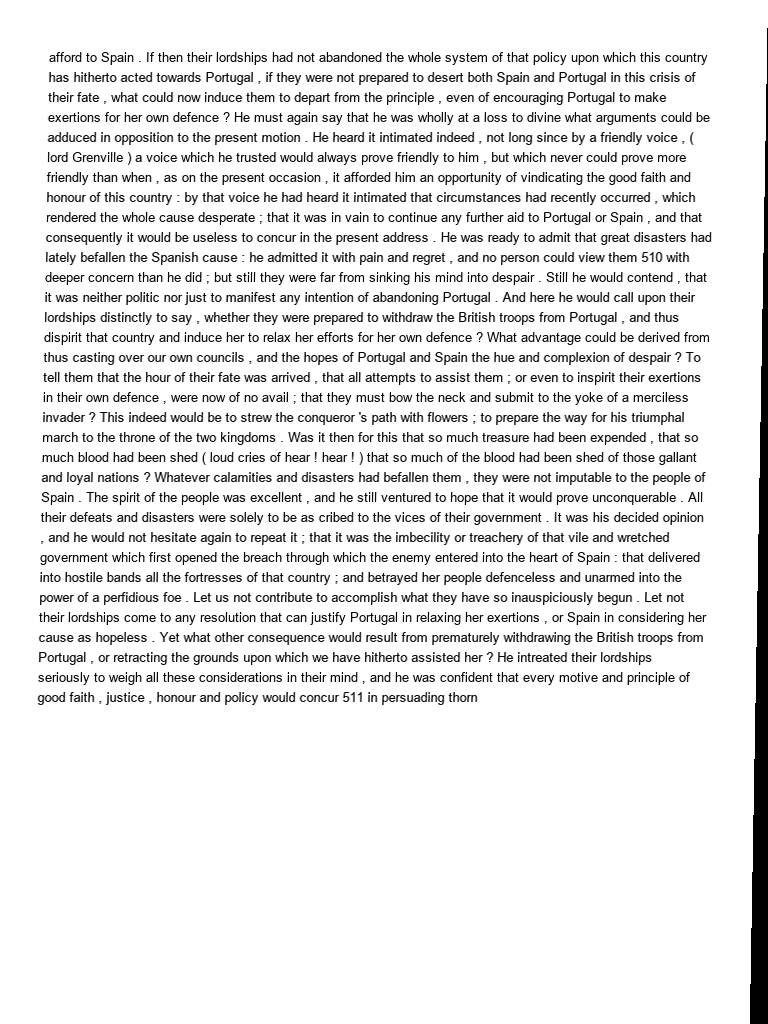 afford to Spain . If then their lordships had not abandoned the whole system of that policy upon which this country
has hitherto acted towards Portugal , if they were not prepared to desert both Spain and Portugal in this crisis of
their fate , what could now induce them to depart from the principle , even of encouraging Portugal to make
exertions for her own defence ? He must again say that he was wholly at a loss to divine what arguments could be
adduced in opposition to the present motion . He heard it intimated indeed , not long since by a friendly voice , (
lord Grenville ) a voice which he trusted would always prove friendly to him , but which never could prove more
friendly than when , as on the present occasion , it afforded him an opportunity of vindicating the good faith and
honour of this country : by that voice he had heard it intimated that circumstances had recently occurred , which
rendered the whole cause desperate ; that it was in vain to continue any further aid to Portugal or Spain , and that
consequently it would be useless to concur in the present address . He was ready to admit that great disasters had
lately befallen the Spanish cause : he admitted it with pain and regret , and no person could view them 510 with
deeper concern than he did ; but still they were far from sinking his mind into despair . Still he would contend , that
it was neither politic nor just to manifest any intention of abandoning Portugal . And here he would call upon their
lordships distinctly to say , whether they were prepared to withdraw the British troops from Portugal , and thus
dispirit that country and induce her to relax her efforts for her own defence ? What advantage could be derived from
thus casting over our own councils , and the hopes of Portugal and Spain the hue and complexion of despair ? To
tell them that the hour of their fate was arrived , that all attempts to assist them ; or even to inspirit their exertions
in their own defence , were now of no avail ; that they must bow the neck and submit to the yoke of a merciless
invader ? This indeed would be to strew the conqueror 's path with flowers ; to prepare the way for his triumphal
march to the throne of the two kingdoms . Was it then for this that so much treasure had been expended , that so
much blood had been shed ( loud cries of hear ! hear ! ) that so much of the blood had been shed of those gallant
and loyal nations ? Whatever calamities and disasters had befallen them , they were not imputable to the people of
Spain . The spirit of the people was excellent , and he still ventured to hope that it would prove unconquerable . All
their defeats and disasters were solely to be as cribed to the vices of their government . It was his decided opinion
, and he would not hesitate again to repeat it ; that it was the imbecility or treachery of that vile and wretched
government which first opened the breach through which the enemy entered into the heart of Spain : that delivered
into hostile bands all the fortresses of that country ; and betrayed her people defenceless and unarmed into the
power of a perfidious foe . Let us not contribute to accomplish what they have so inauspiciously begun . Let not
their lordships come to any resolution that can justify Portugal in relaxing her exertions , or Spain in considering her
cause as hopeless . Yet what other consequence would result from prematurely withdrawing the British troops from
Portugal , or retracting the grounds upon which we have hitherto assisted her ? He intreated their lordships
seriously to weigh all these considerations in their mind , and he was confident that every motive and principle of
good faith , justice , honour and policy would concur 511 in persuading thorn